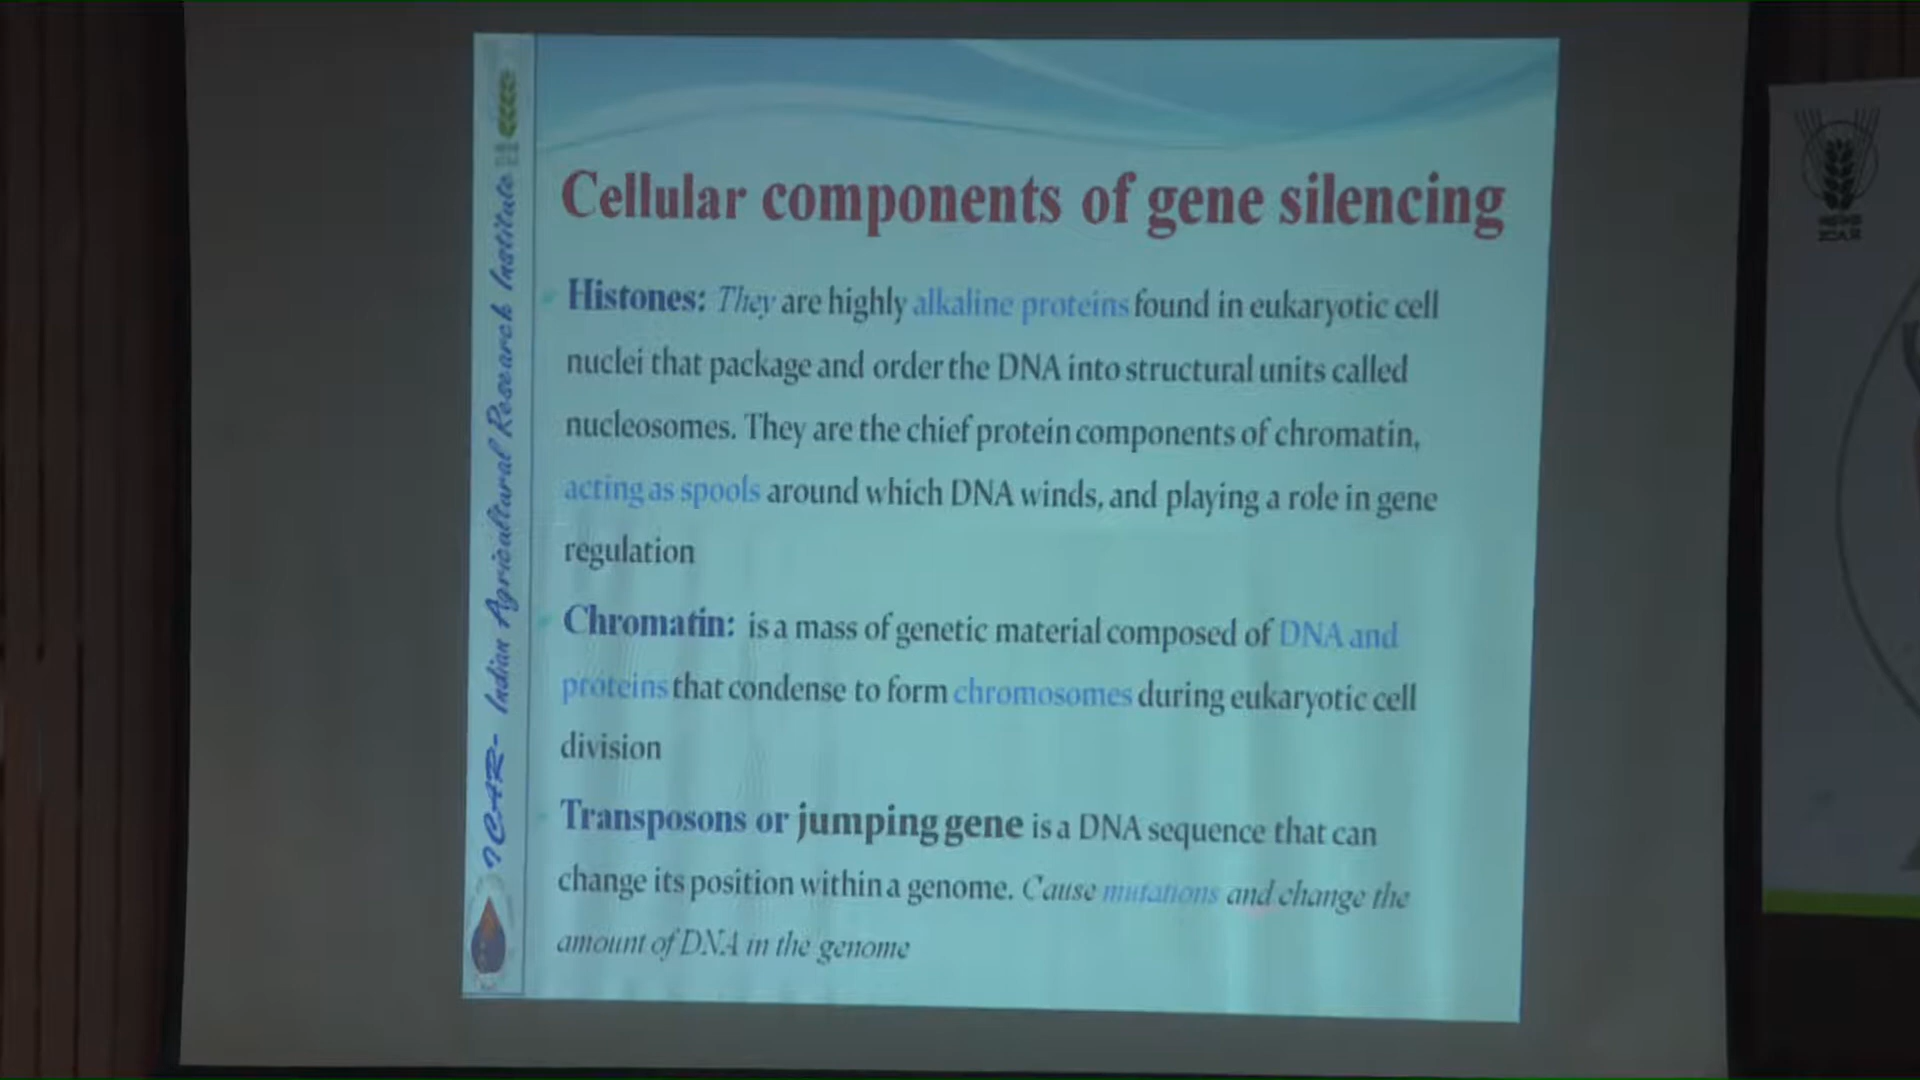 Cellular components of gene silencing
Histones: They are highly alkaline proteins found in eukaryotic cell
nuclei that package and order the DNA into structural units called
nucleosomes. They are the chief protein components of chromatin,
acting as spools around which DNA winds, and playing a role in gene
regulation
Chromatin: is a mass of genetic material composed of DNA and
proteins that condense to form chromosomes during eukaryotic cell
division
Transposons or jumping gene is a DNA sequence that can
change its position within a genome. Cause mutations and change the
amount of DNA in the genome
ICAR- Indian Agricultural Research Institute
ICAR